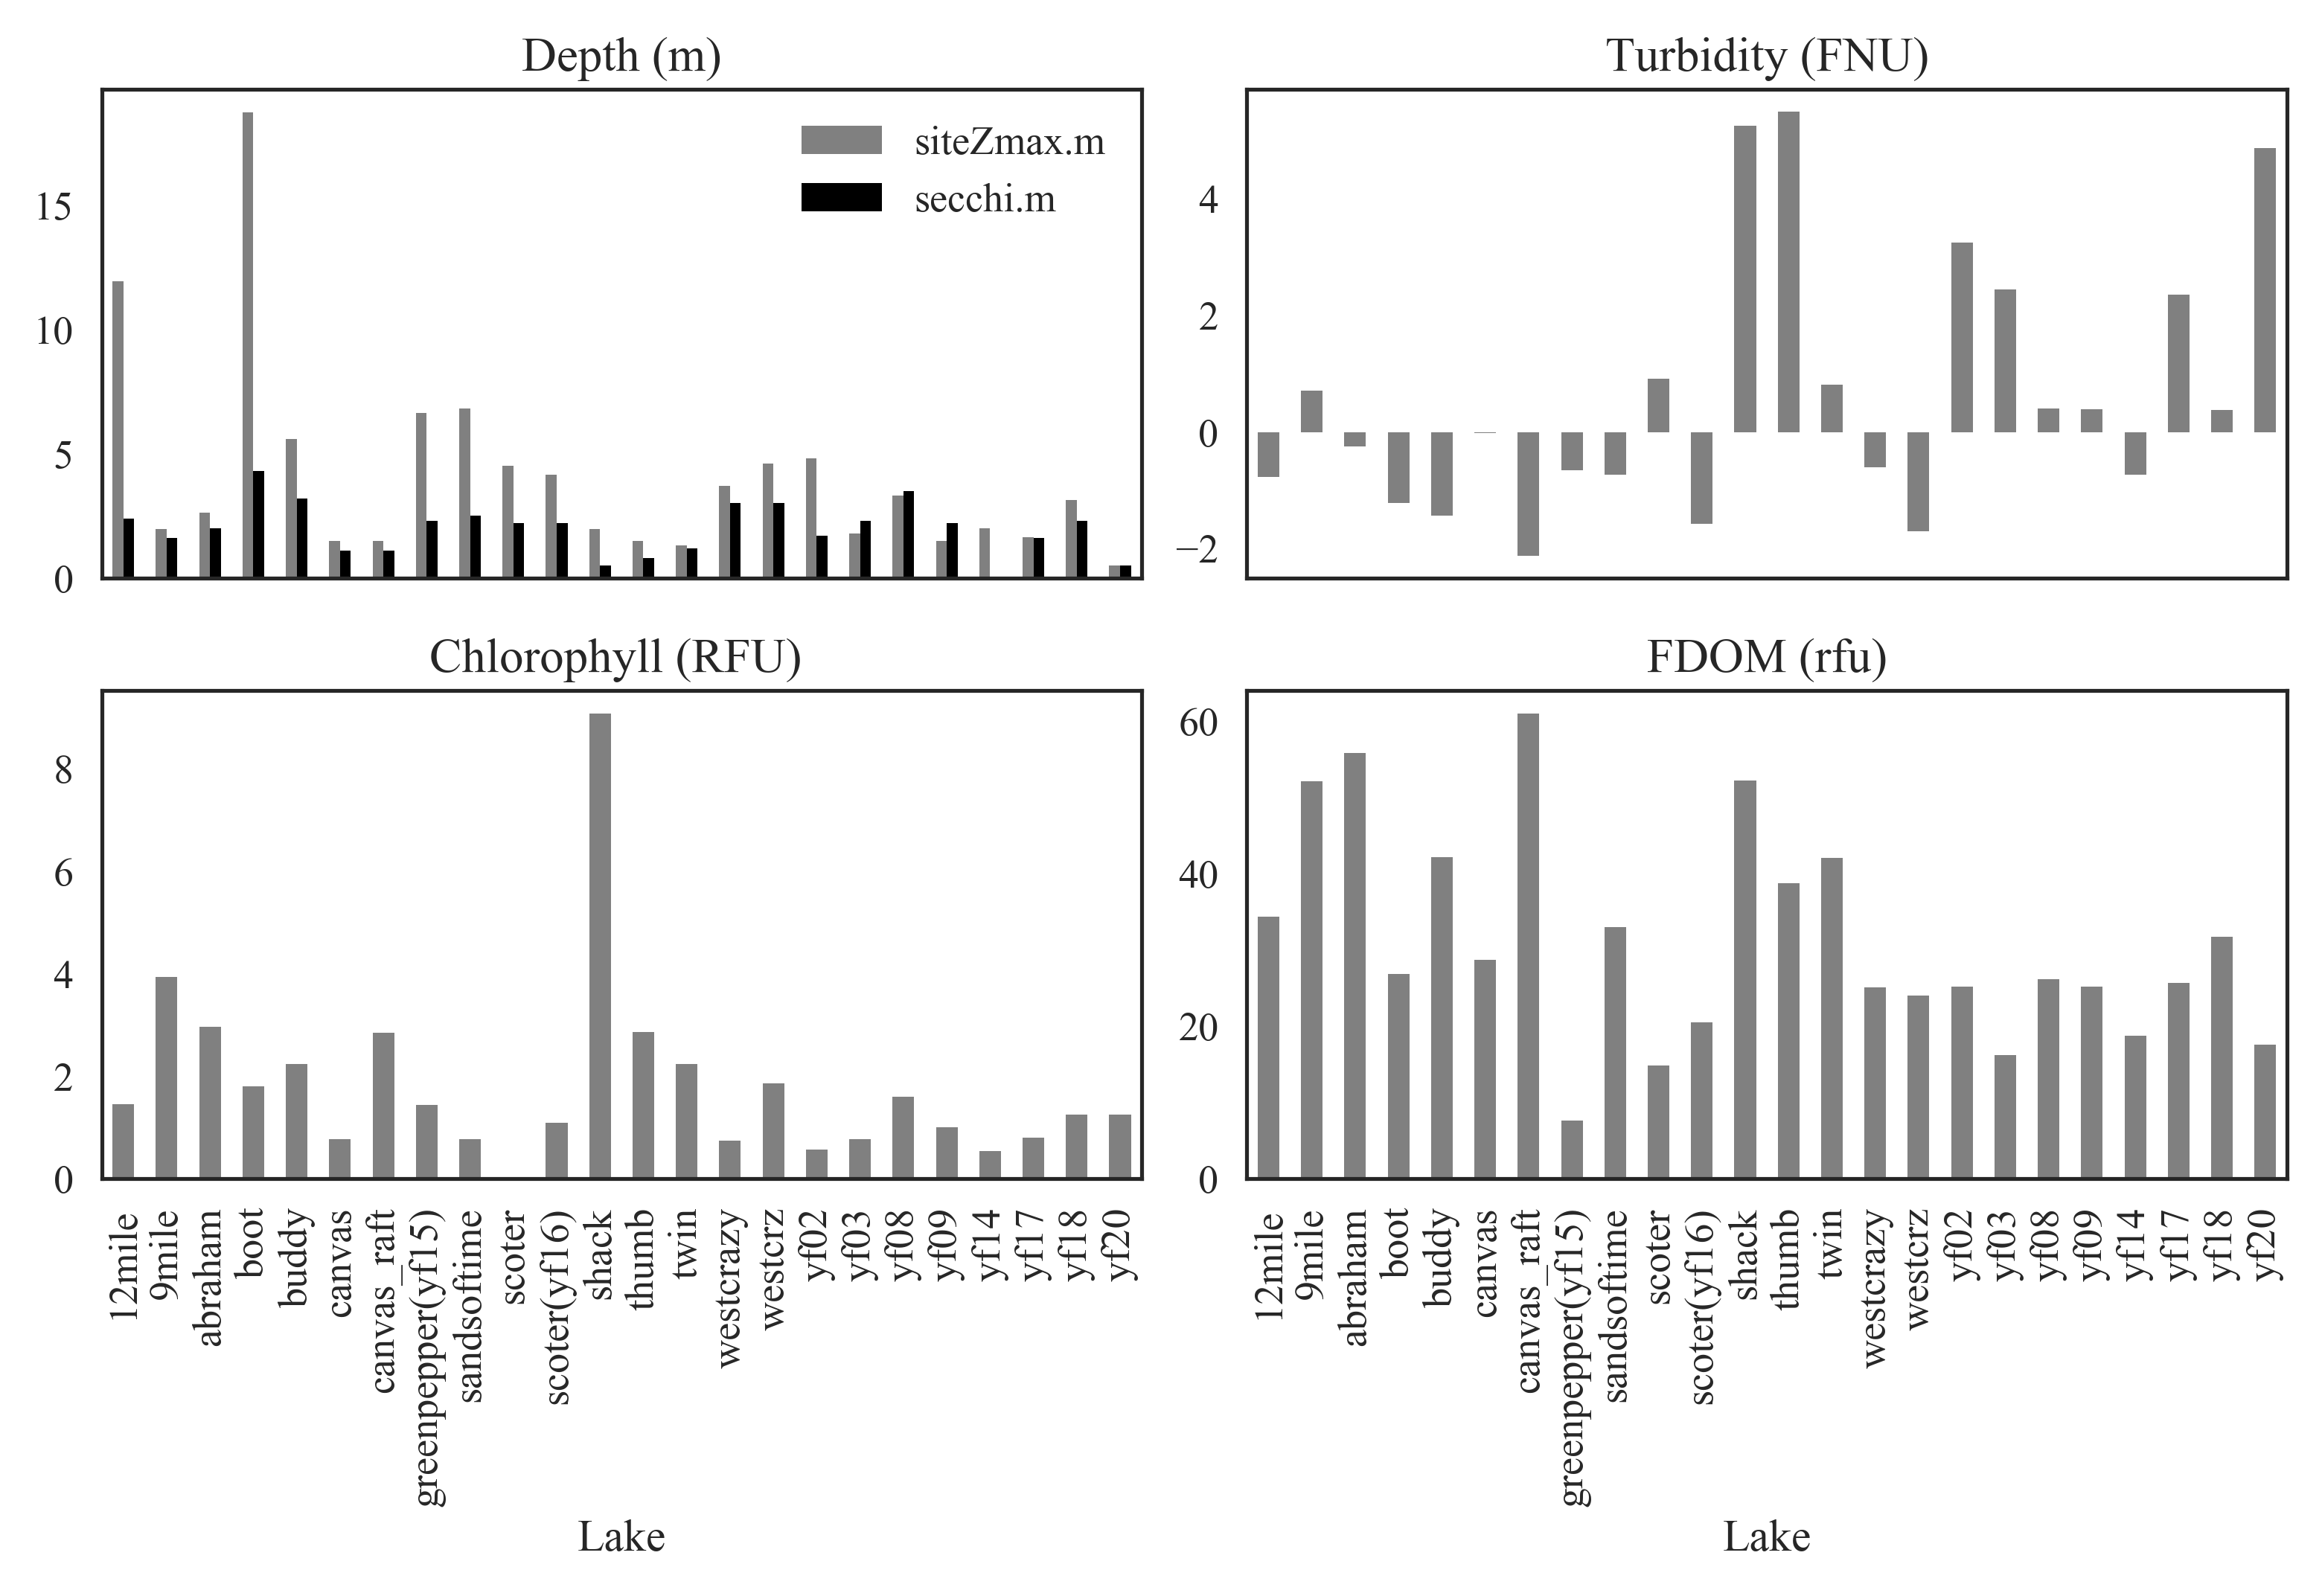 Depth (m)
siteZmax.m
secchi.m
15
10
5
0
Turbidity (FNU)
4
2
0
−2
Chlorophyll (RFU)
8
6
4
2
0
12mile
9mile
abraham
boot
buddy
canvas
canvas_raft
greenpepper(yf15)
sandsoftime
scoter
scoter(yf16)
shack
thumb
twin
westcrazy
westcrz
yf02
yf03
yf08
yf09
yf14
yf17
yf18
yf20
Lake
FDOM (rfu)
60
40
20
0
12mile
9mile
abraham
boot
buddy
canvas
canvas_raft
greenpepper(yf15)
sandsoftime
scoter
scoter(yf16)
shack
thumb
twin
westcrazy
westcrz
yf02
yf03
yf08
yf09
yf14
yf17
yf18
yf20
Lake